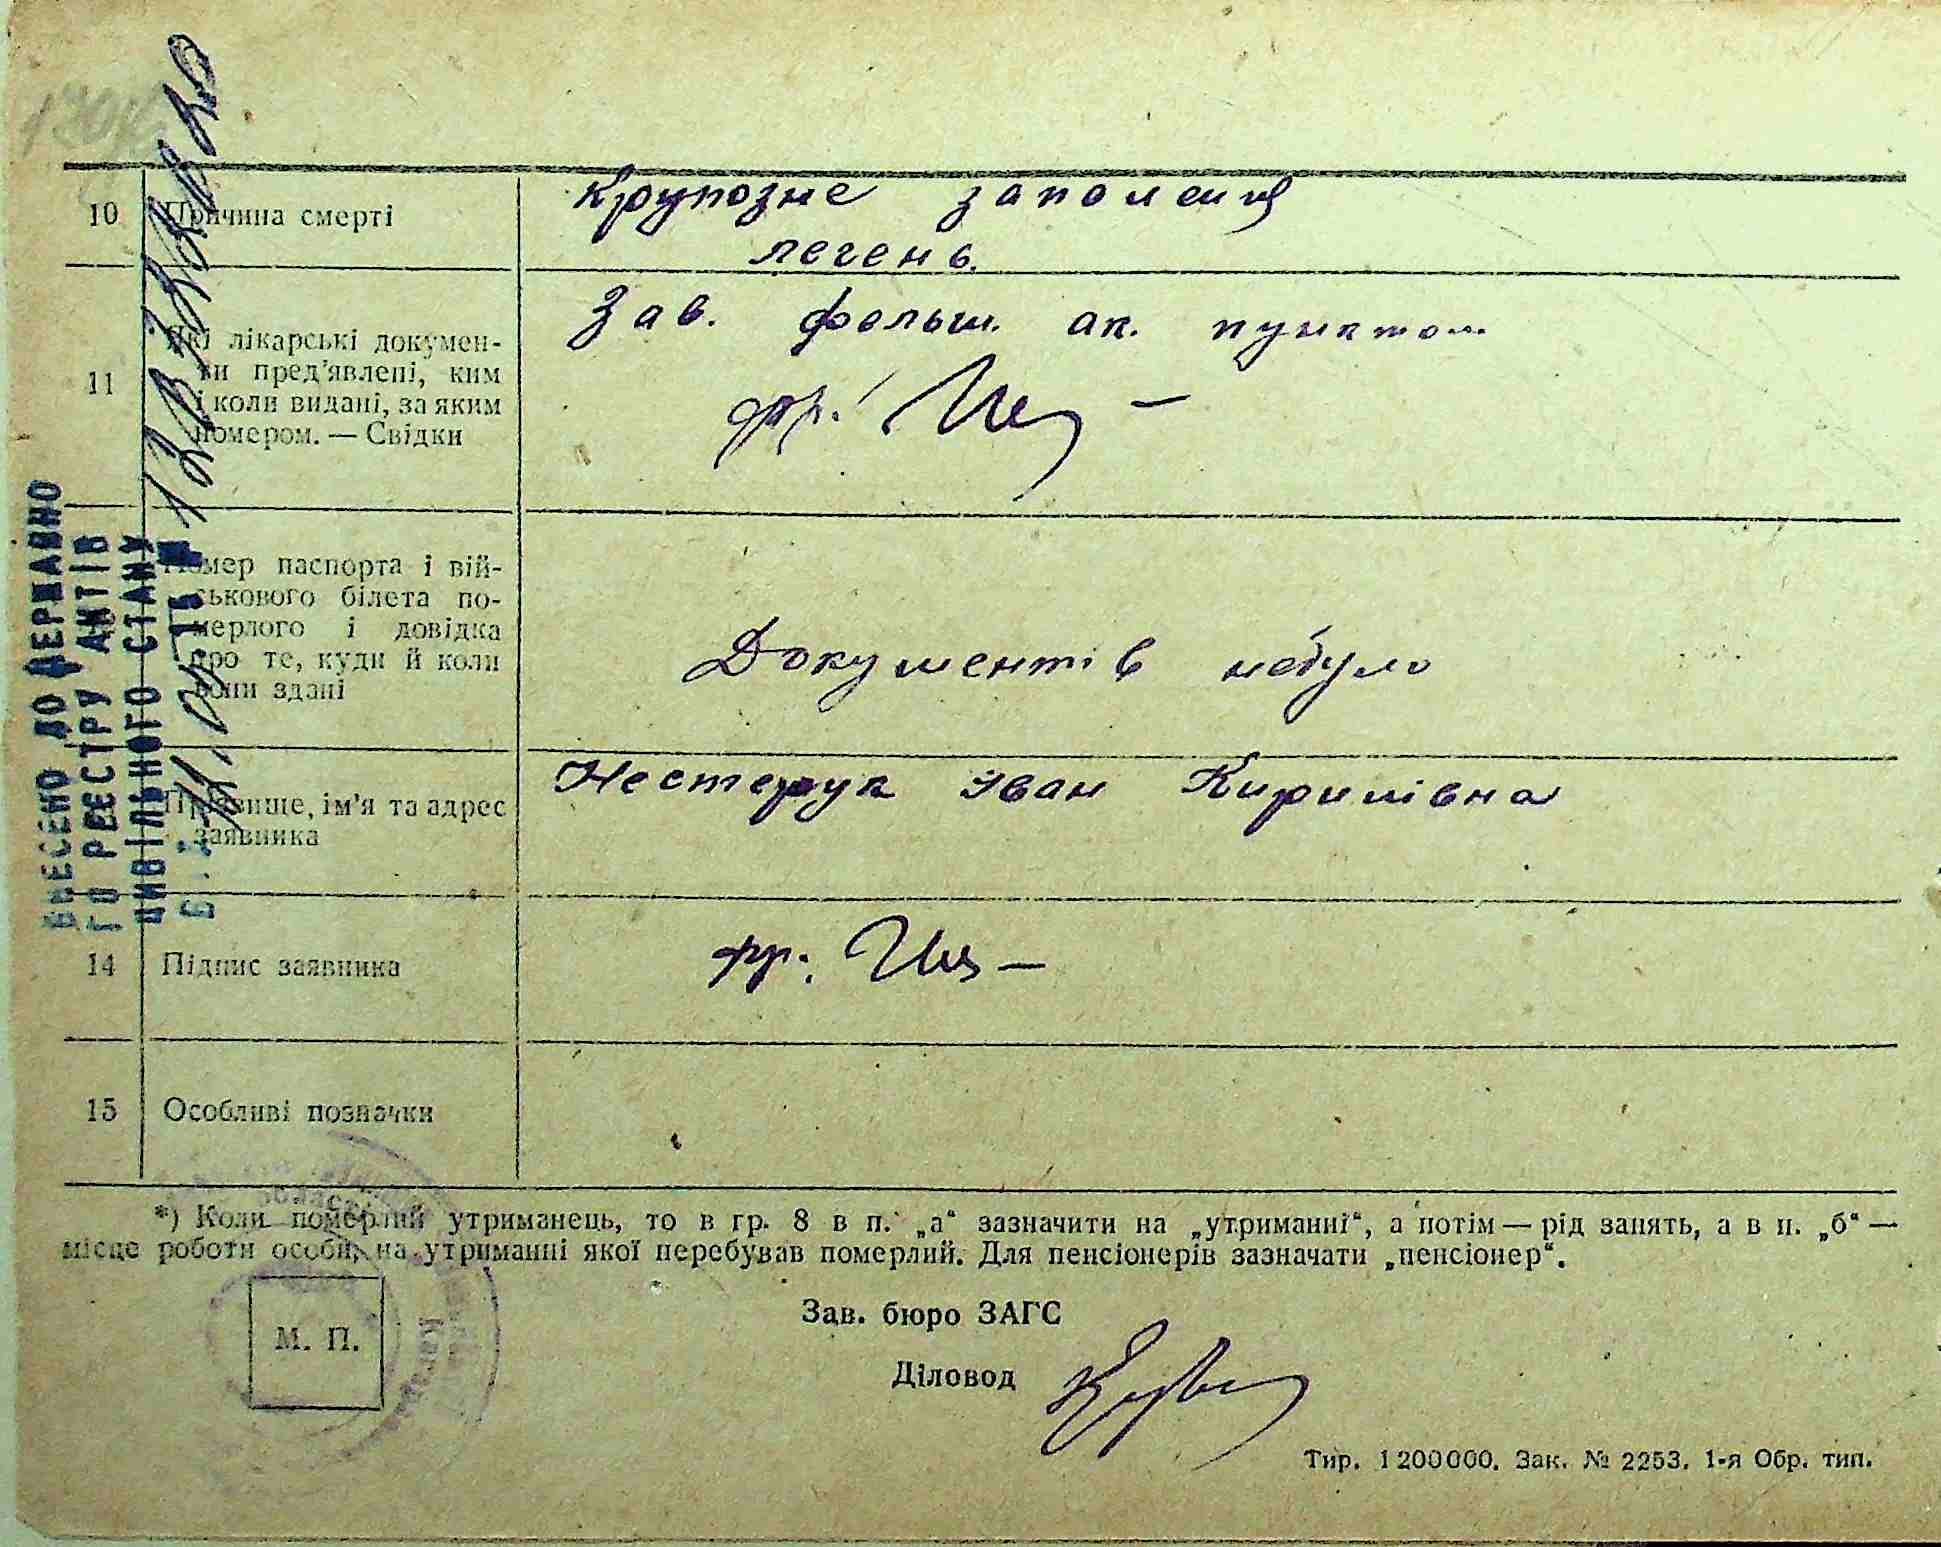 10 Причина смерті
Крупозне запалення
легень.
11 Які лікарські докумен-
ти пред'явлені, ким
і коли видані, за яким
номером. — Свідки
Зав. фельш. ак. пунктом
Номер паспорта і вій-
ськового білета по-
мерлого і довідка
про те, куди й коли
вони здані
Документів небуло
Прізвище, ім'я та адрес
заявника
Нестерук Іван Кирилівна
14 Підпис заявника
15 Особливі позначки
*) Коли померлий утриманець, то в гр. 8 в п. „а“ зазначити на „утриманні“, а потім — рід занять, а в п. „б“ —
місце роботи особи, на утриманні якої перебував померлий. Для пенсіонерів зазначати „пенсіонер“.
М. П.
Зав. бюро ЗАГС
Діловод
Тир. 1200000. Зак. № 2253. 1-я Обр. тип.
ВНЕСЕНО ДО ДЕРЖАВНО
ГО РЕЄСТРУ АКТІВ
ЦИВІЛЬНОГО СТАНУ